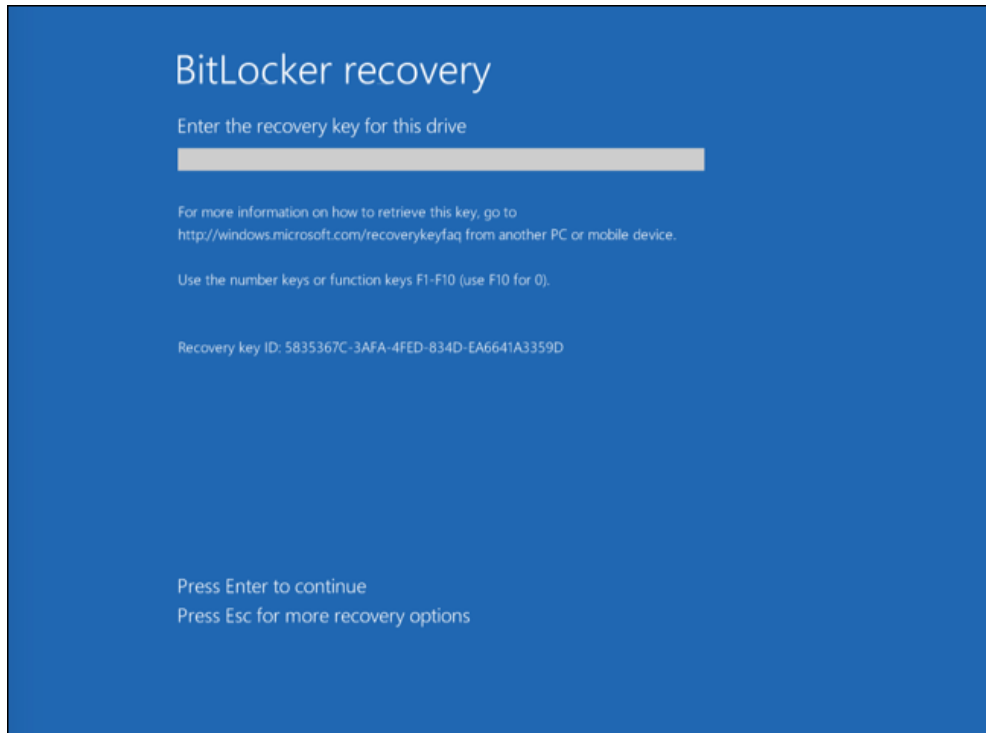 BitLocker recovery
Enter the recovery key for this drive
For more information on how to retrieve this key, go to
http://windows.microsoft.com/recoverykeyfaq from another PC or mobile device.
Use the number keys or function keys F1-F10 (use F10 for 0).
Recovery key ID: 5835367C-3AFA-4FED-834D-EA6641A3359D
Press Enter to continue
Press Esc for more recovery options